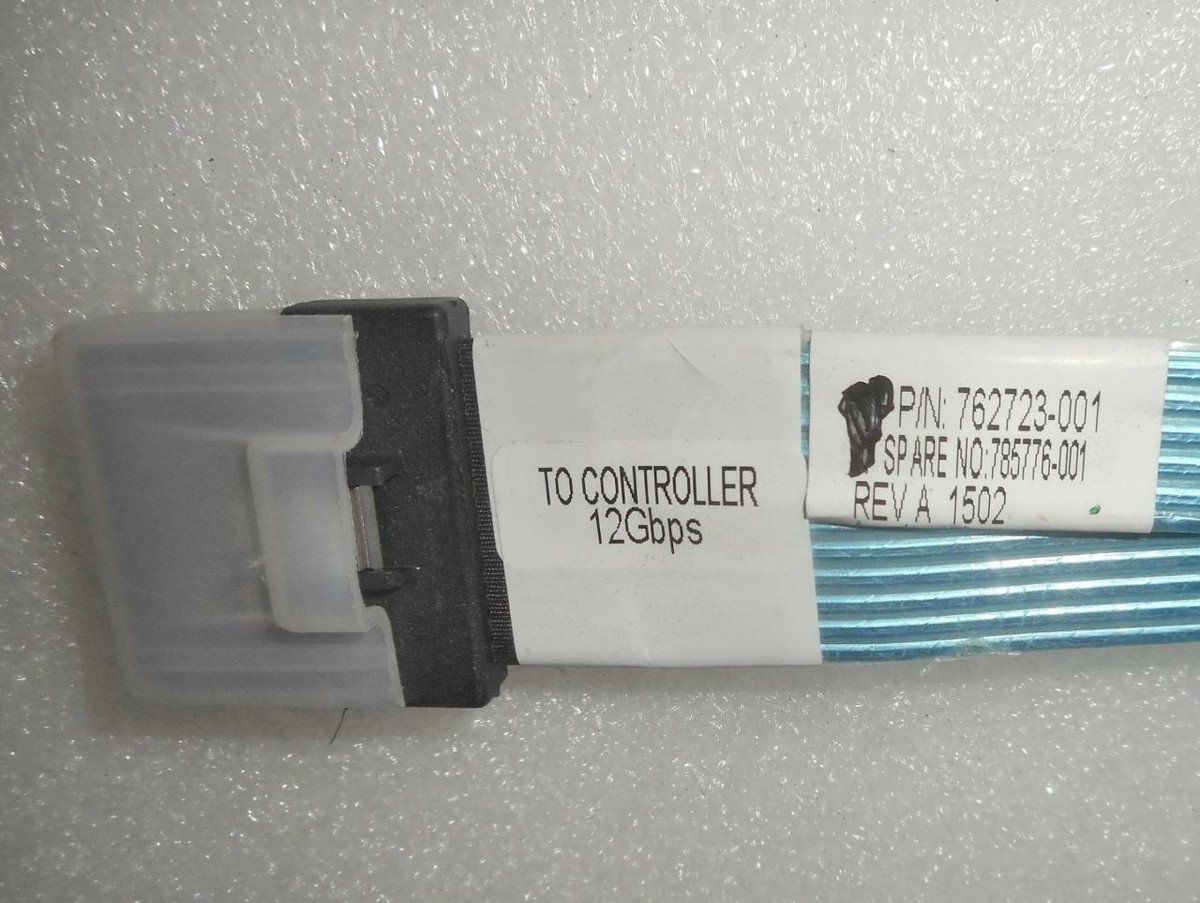 TO CONTROLLER
12Gbps
P/N: 762723-001
SPARE NO:785776-001
REV A 1502